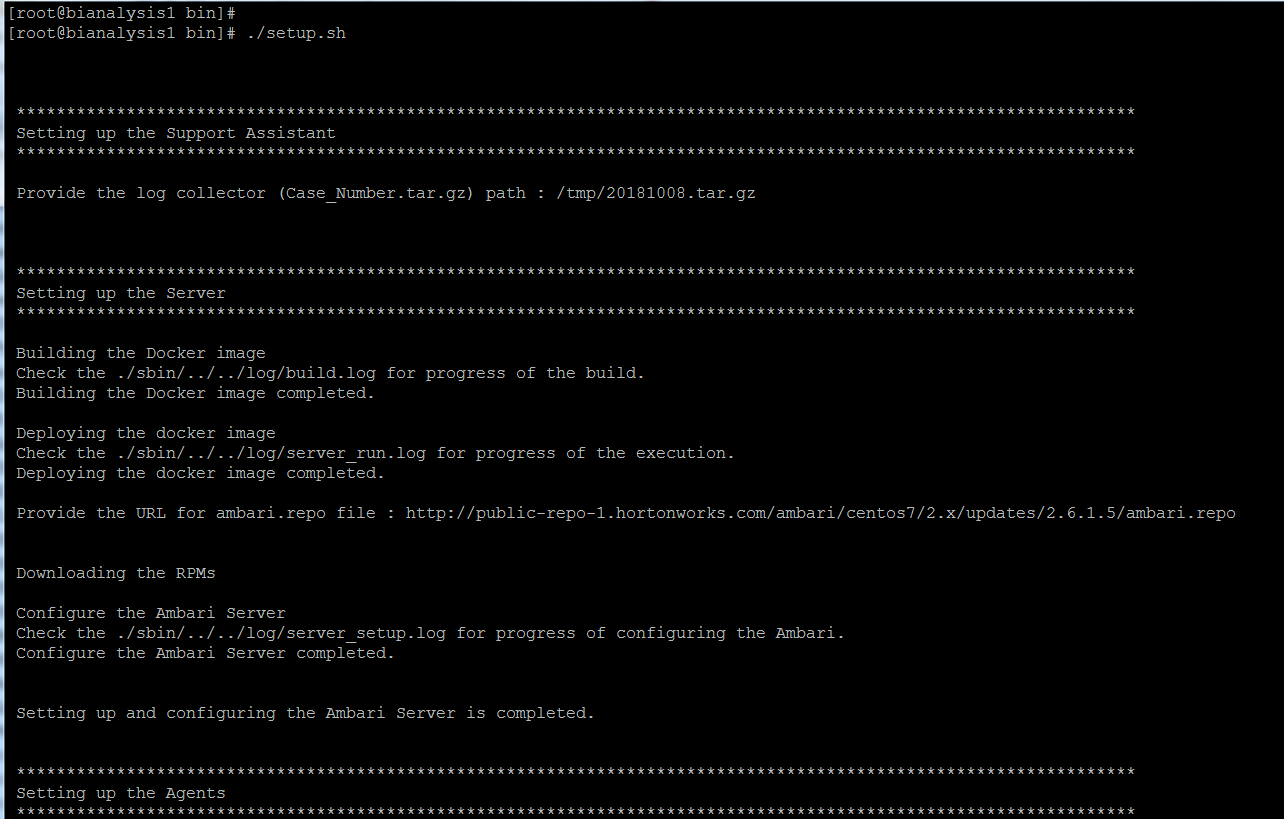 [root@bianalysis1 bin]#
[root@bianalysis1 bin]# ./setup.sh
****************************************************************************************************************
Setting up the Support Assistant
****************************************************************************************************************
Provide the log collector (Case_Number.tar.gz) path : /tmp/20181008.tar.gz
****************************************************************************************************************
Setting up the Server
****************************************************************************************************************
Building the Docker image
Check the ./sbin/../../log/build.log for progress of the build.
Building the Docker image completed.
Deploying the docker image
Check the ./sbin/../../log/server_run.log for progress of the execution.
Deploying the docker image completed.
Provide the URL for ambari.repo file : http://public-repo-1.hortonworks.com/ambari/centos7/2.x/updates/2.6.1.5/ambari.repo
Downloading the RPMs
Configure the Ambari Server
Check the ./sbin/../../log/server_setup.log for progress of configuring the Ambari.
Configure the Ambari Server completed.
Setting up and configuring the Ambari Server is completed.
****************************************************************************************************************
Setting up the Agents
****************************************************************************************************************